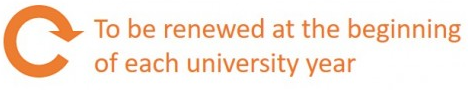 To be renewed at the beginning
of each university year